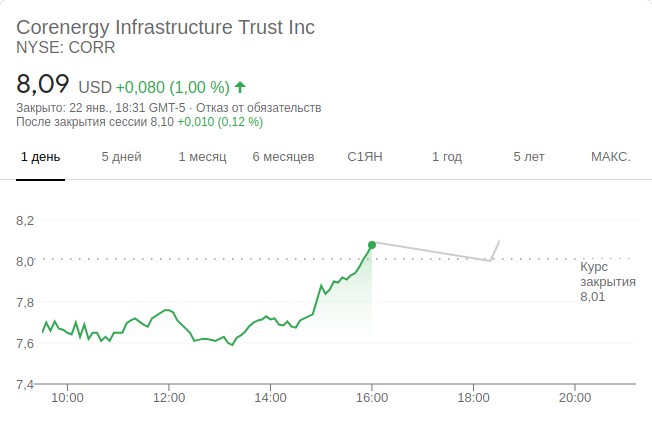 Corenergy Infrastructure Trust Inc
NYSE: CORR
8,09 USD +0,080 (1,00 %)
Закрыто: 22 янв., 18:31 GMT-5 · Отказ от обязательств
После закрытия сессии 8,10 +0,010 (0,12 %)
1 день 5 дней 1 месяц 6 месяцев С1ЯН 1 год 5 лет МАКС.
8,2
8,0
Курс
закрытия
8,01
7,8
7,6
7,4
10:00 12:00 14:00 16:00 18:00 20:00